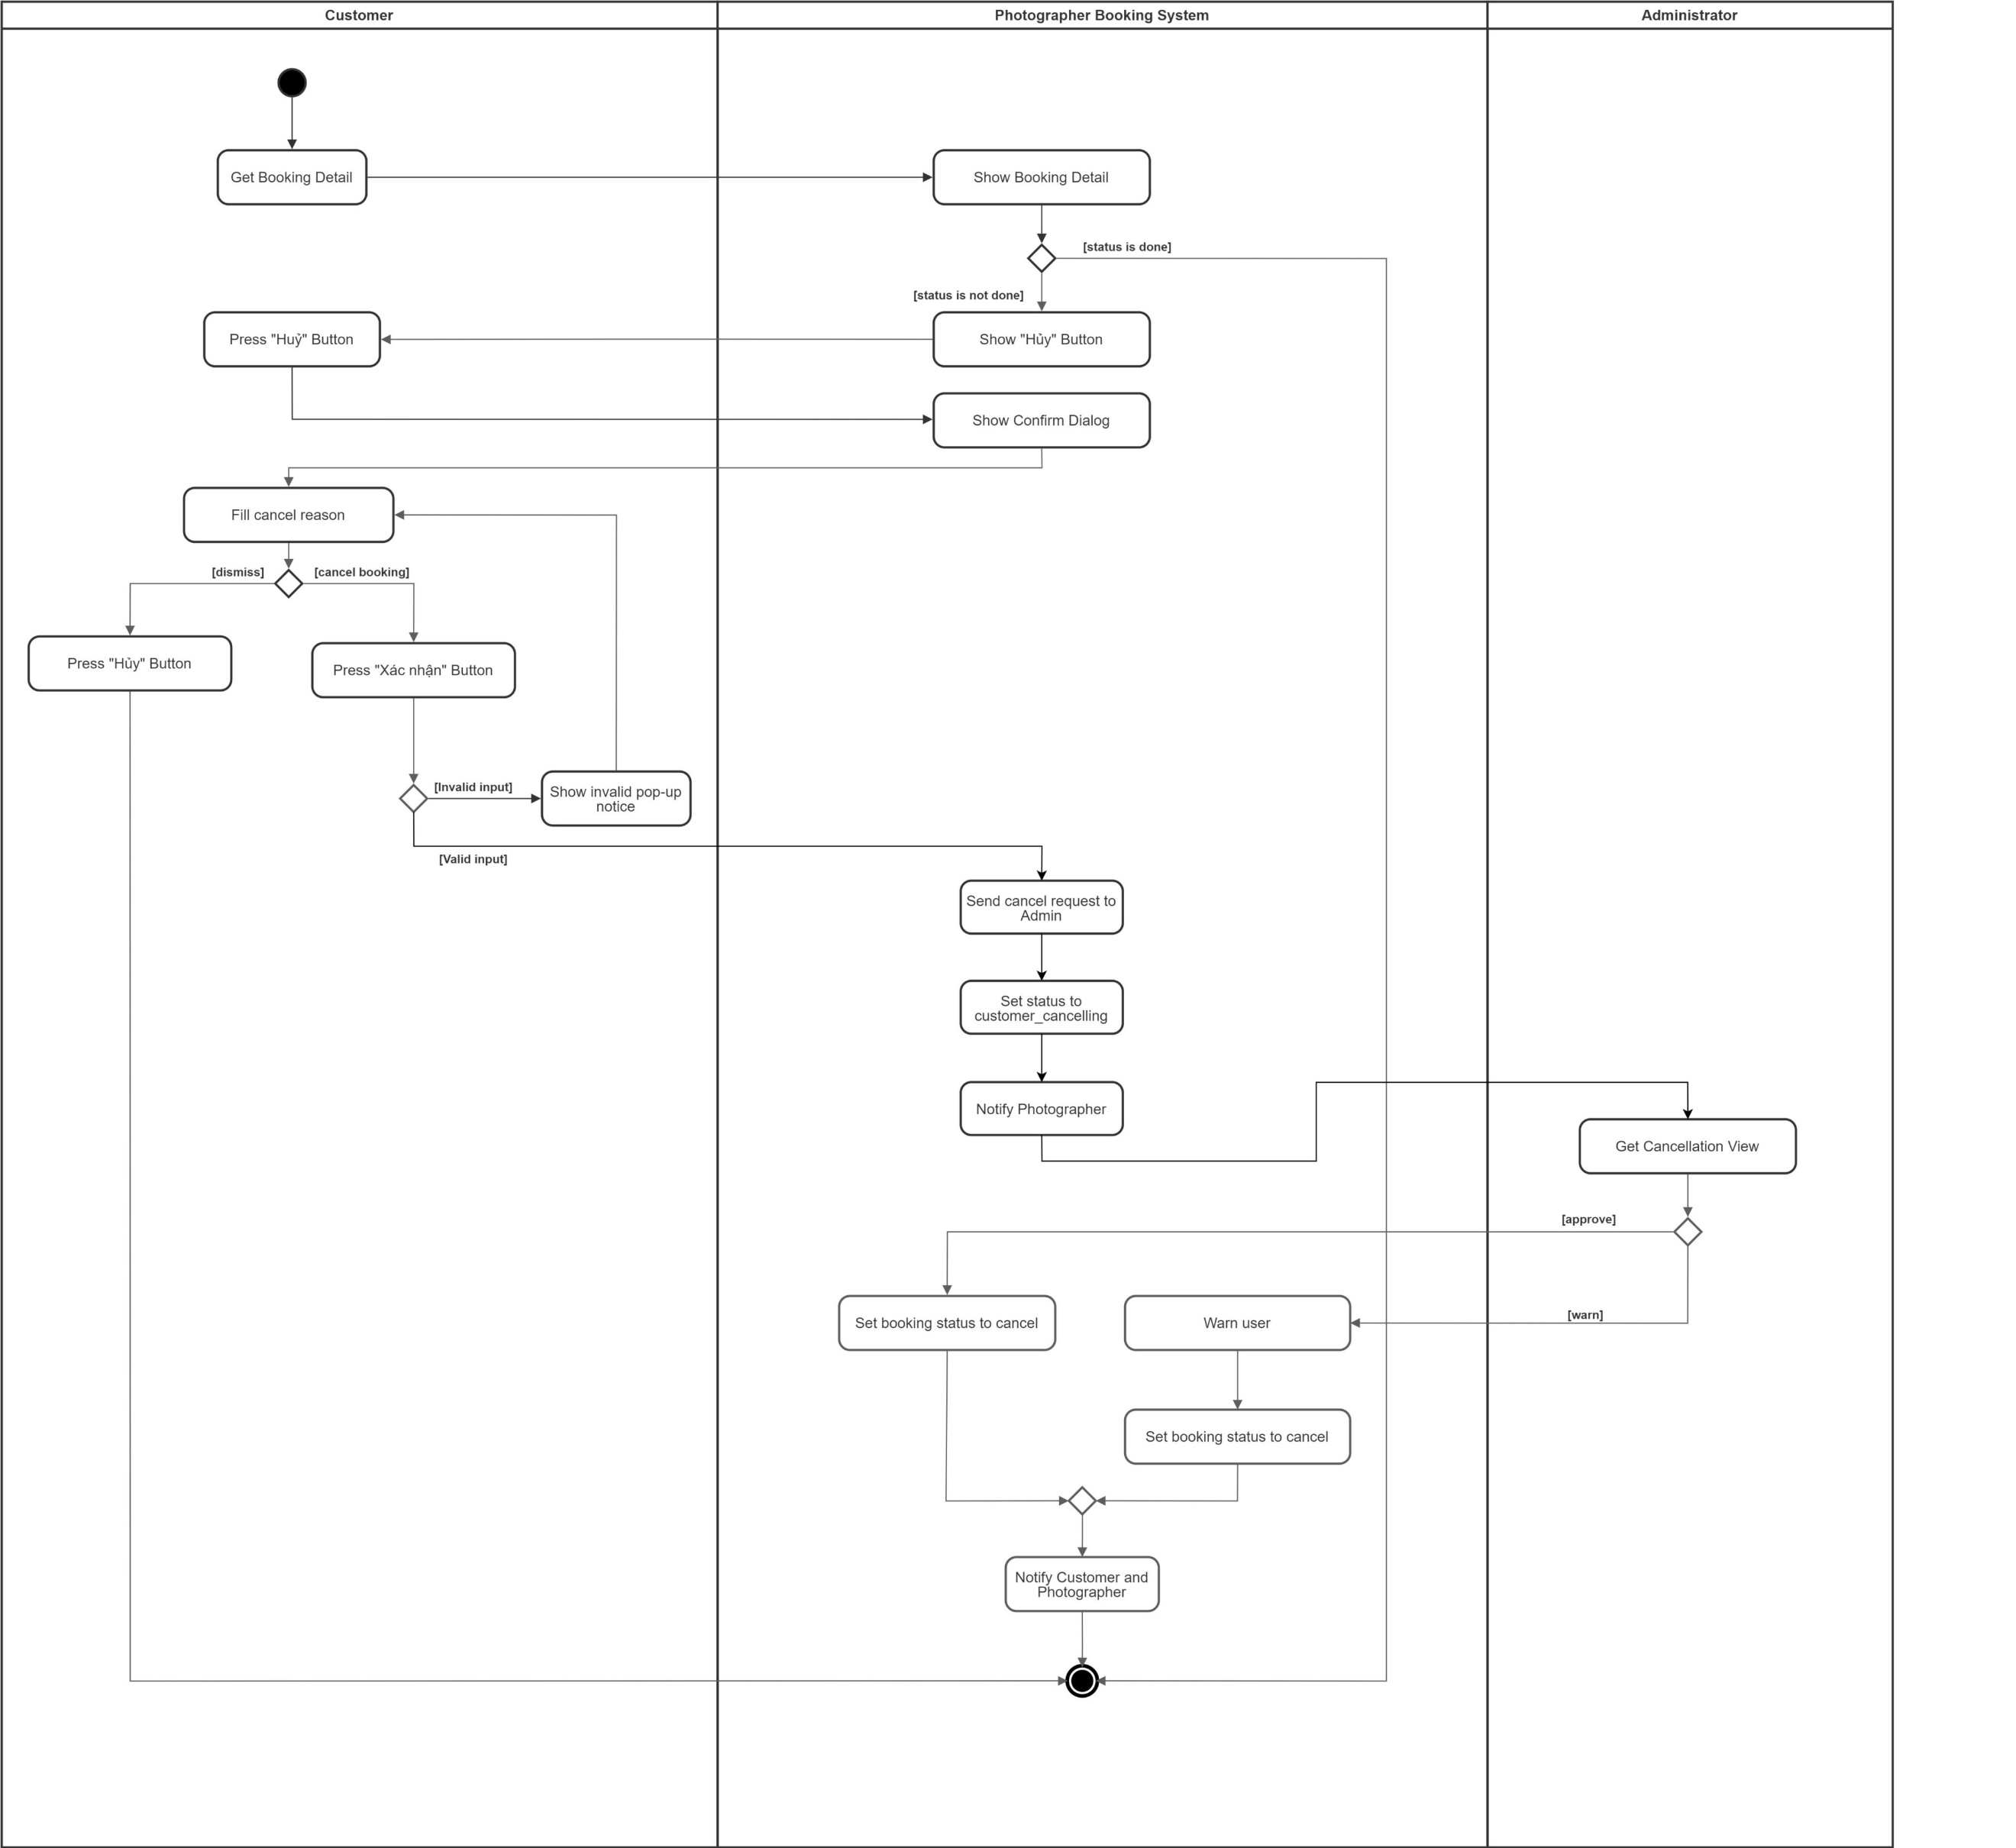 Customer
Photographer Booking System
Administrator
Get Booking Detail
Show Booking Detail
[status is done]
[status is not done]
Press "Huỷ" Button
Show "Hủy" Button
Show Confirm Dialog
Fill cancel reason
[dismiss]
[cancel booking]
Press "Hủy" Button
Press "Xác nhận" Button
[Invalid input]
Show invalid pop-up
notice
[Valid input]
Send cancel request to
Admin
Set status to
customer_cancelling
Notify Photographer
Get Cancellation View
[approve]
Set booking status to cancel
Warn user
[warn]
Set booking status to cancel
Notify Customer and
Photographer